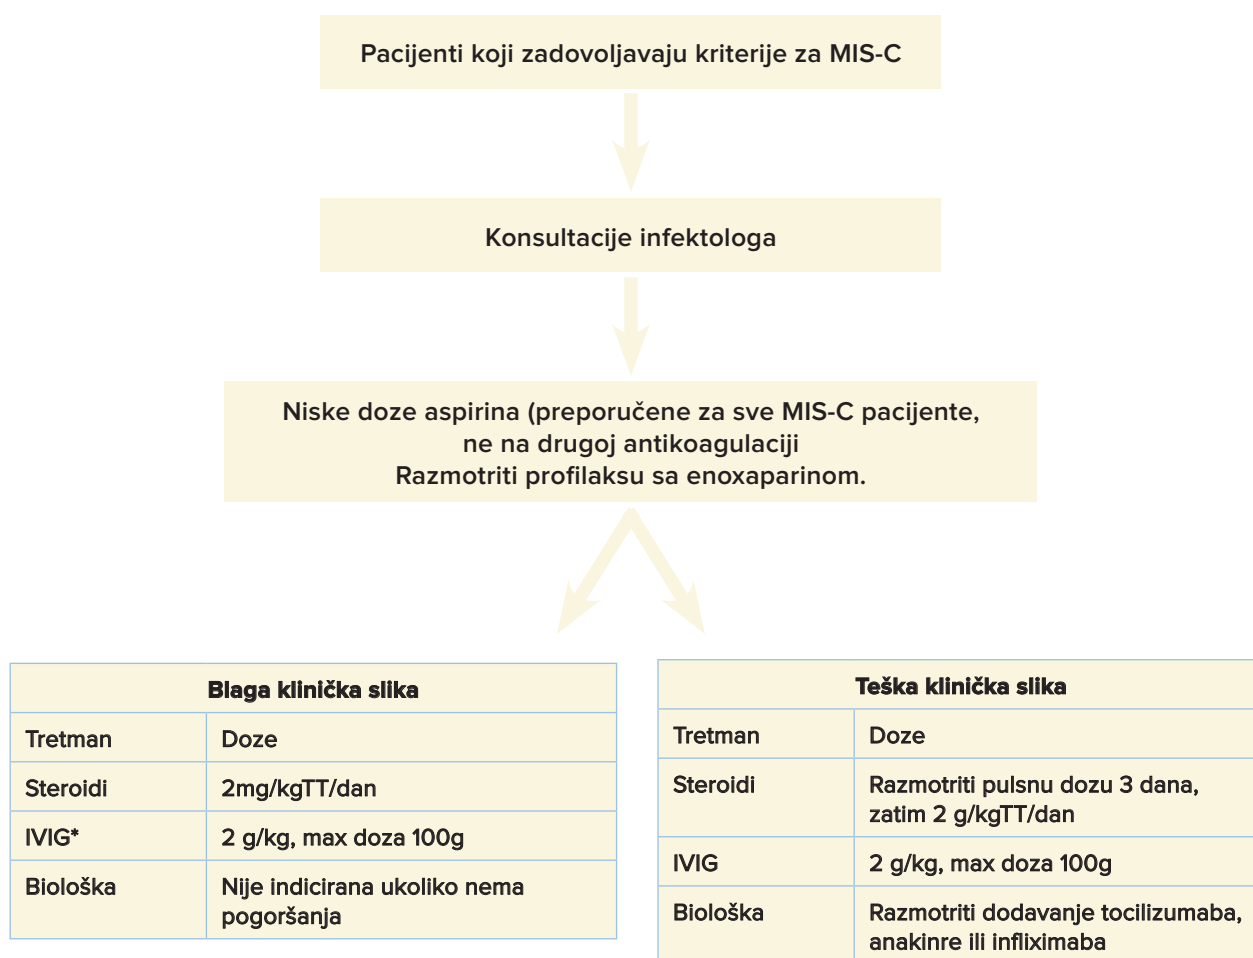 Pacijenti koji zadovoljavaju kriterije za MIS-C
Konsultacije infektologa
Niske doze aspirina (preporučene za sve MIS-C pacijente,
ne na drugoj antikoagulaciji
Razmotriti profilaksu sa enoxaparinom.
Blaga klinička slika
Tretman Doze
Steroidi 2mg/kgTT/dan
IVIG* 2 g/kg, max doza 100g
Biološka Nije indicirana ukoliko nema
pogoršanja
Teška klinička slika
Tretman Doze
Steroidi Razmotriti pulsnu dozu 3 dana,
zatim 2 g/kgTT/dan
IVIG 2 g/kg, max doza 100g
Biološka Razmotriti dodavanje tocilizumaba,
anakinre ili infliximaba